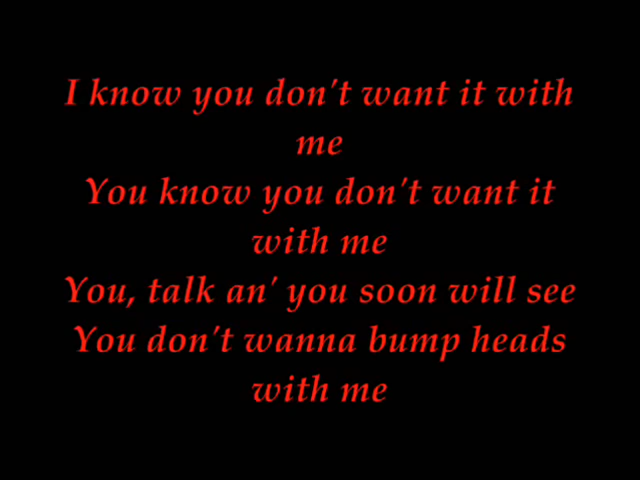 I know you don't want it with
me
You know you don't want it
with me
You, talk an' you soon will see
You don't wanna bump heads
with me